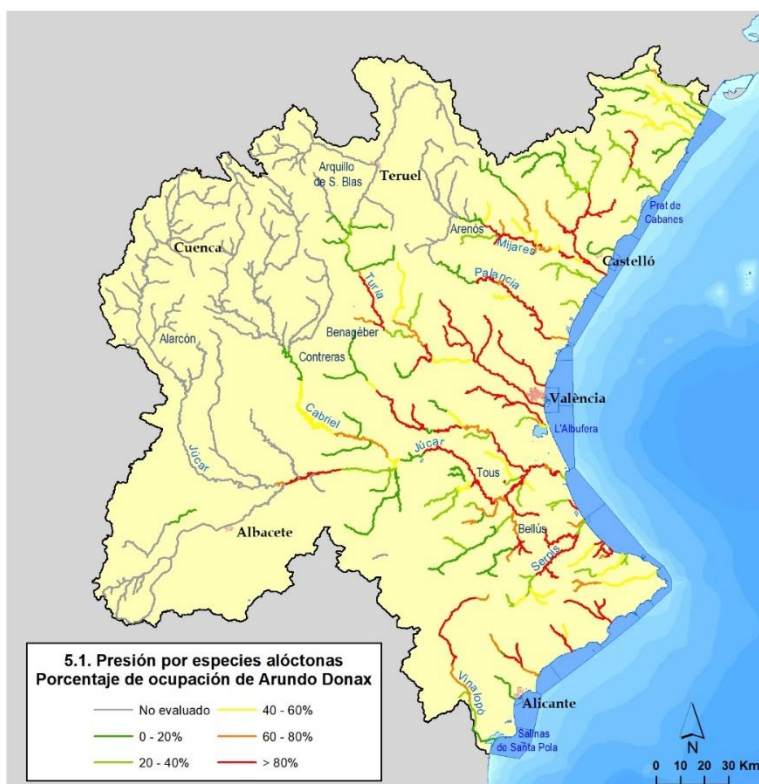 Arquillo
de S. Blas
Teruel
Prat de
Cabanes
Cuenca
Arenós
Mijares
Castelló
Turia
Palancia
Alarcón
Benagéber
Contreras
València
Cabriel
L'Albufera
Júcar
Júcar
Tous
Albacete
Bellús
Serpis
5.1. Presión por especies alóctonas
Porcentaje de ocupación de Arundo Donax
No evaluado
0 - 20%
20 - 40%
40 - 60%
60 - 80%
> 80%
Vinalopó
Alicante
Salinas
de Santa Pola
N
0 10 20 30 Km